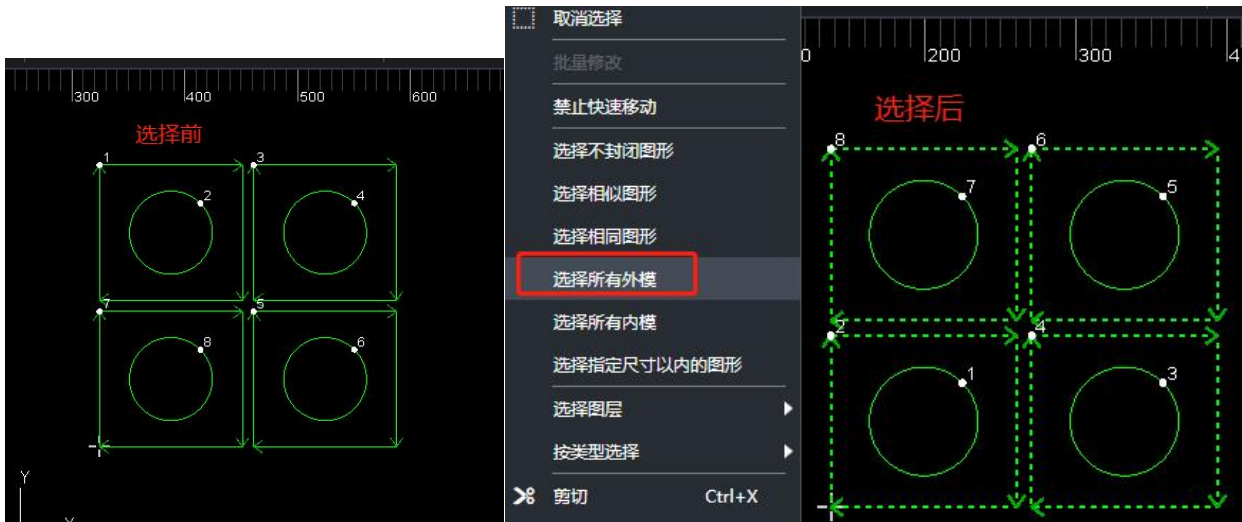 300 400 500 600
选择前
1 3
2 4
7 5
8 6
Y
取消选择
批量修改
禁止快速移动
选择不封闭图形
选择相似图形
选择相同图形
选择所有外模
选择所有内模
选择指定尺寸以内的图形
选择图层
按类型选择
剪切 Ctrl+X
0 200 300 4
选择后
8 6
7 5
2 4
1 3